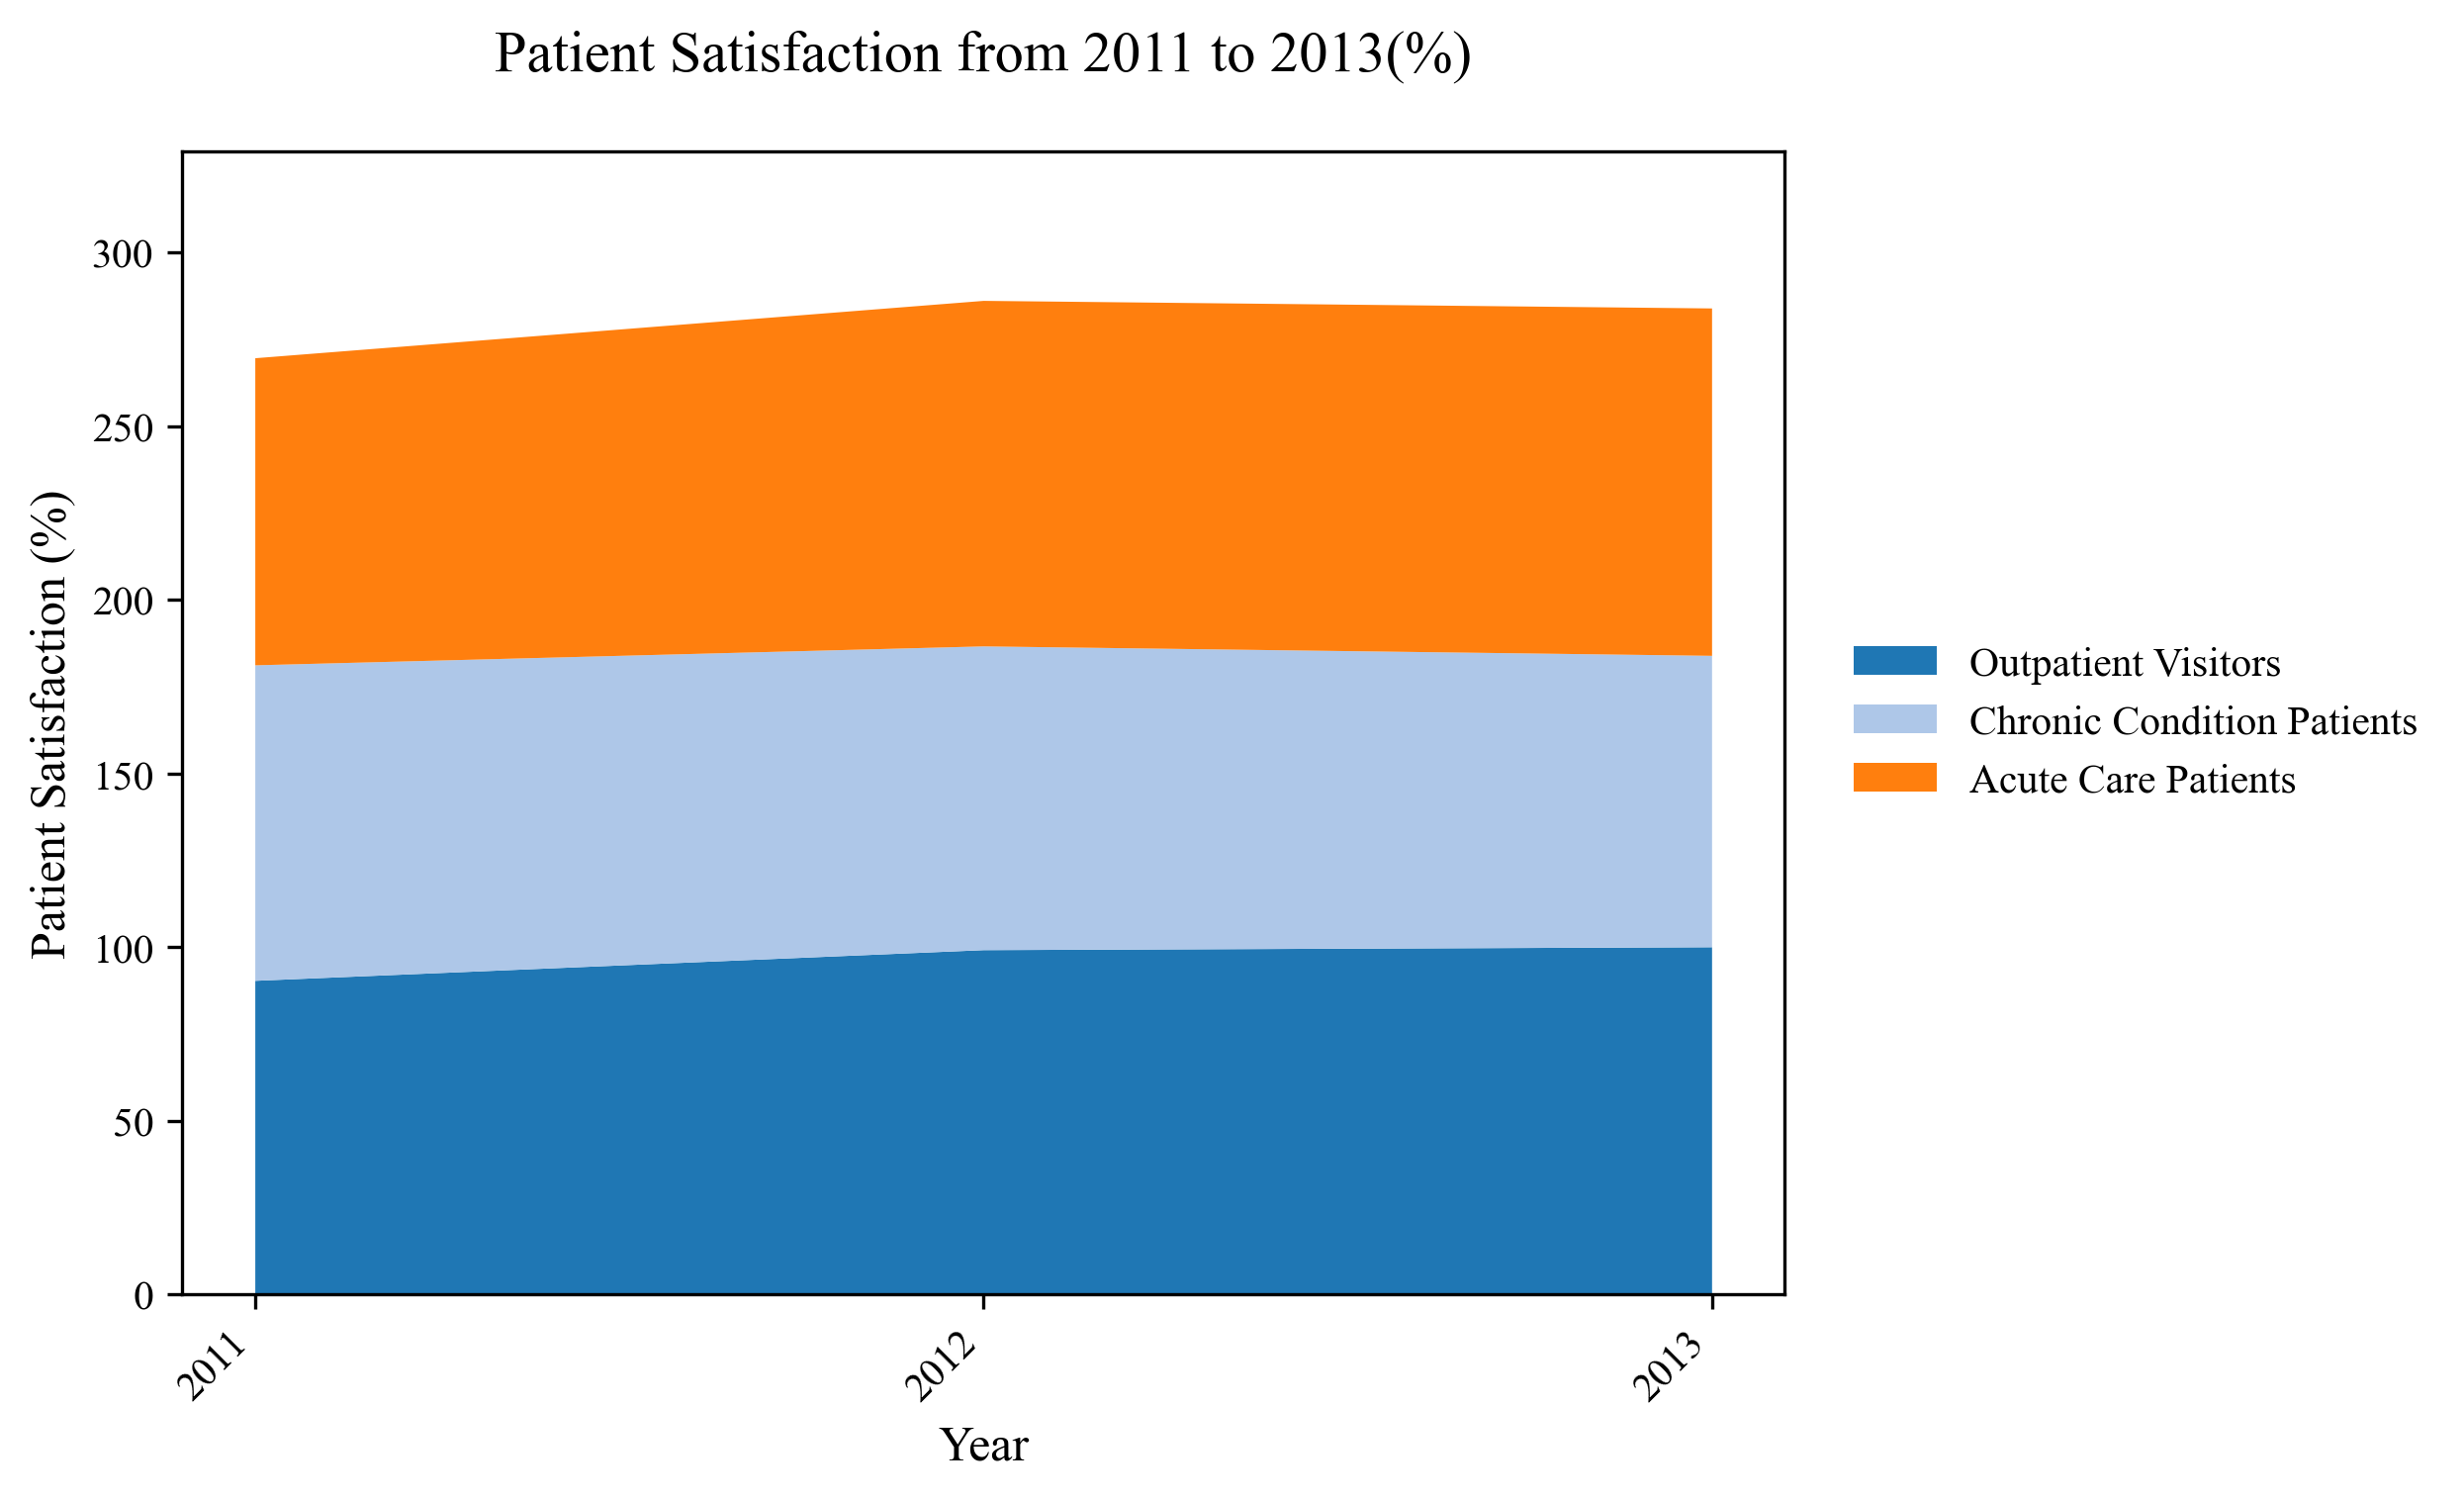 Patient Satisfaction from 2011 to 2013(%)
Patient Satisfaction (%)
300
250
200
150
100
50
0
2011
2012
2013
Year
Outpatient Visitors
Chronic Condition Patients
Acute Care Patients